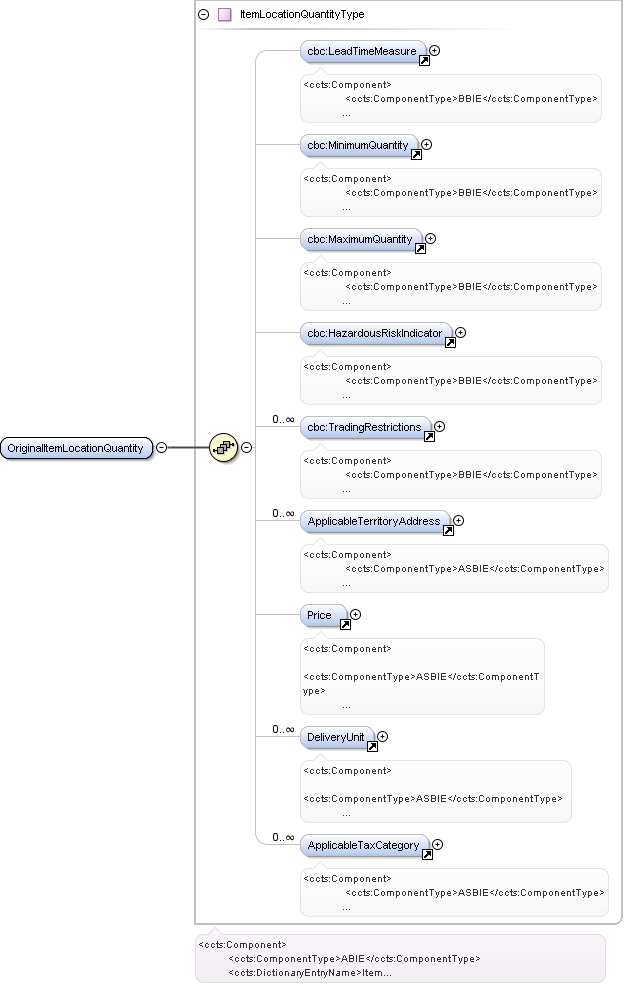 ItemLocationQuantityType
cbc:LeadTimeMeasure
<ccts:Component>
<ccts:ComponentType>BBIE</ccts:ComponentType>
...
cbc:MinimumQuantity
<ccts:Component>
<ccts:ComponentType>BBIE</ccts:ComponentType>
...
cbc:MaximumQuantity
<ccts:Component>
<ccts:ComponentType>BBIE</ccts:ComponentType>
...
cbc:HazardousRiskIndicator
<ccts:Component>
<ccts:ComponentType>BBIE</ccts:ComponentType>
...
0..∞
cbc:TradingRestrictions
OriginalItemLocationQuantity
<ccts:Component>
<ccts:ComponentType>BBIE</ccts:ComponentType>
...
0..∞
ApplicableTerritoryAddress
<ccts:Component>
<ccts:ComponentType>ASBIE</ccts:ComponentType>
...
Price
<ccts:Component>
<ccts:ComponentType>ASBIE</ccts:ComponentT
ype>
...
0..∞
DeliveryUnit
<ccts:Component>
<ccts:ComponentType>ASBIE</ccts:ComponentType>
...
0..∞
ApplicableTaxCategory
<ccts:Component>
<ccts:ComponentType>ASBIE</ccts:ComponentType>
...
<ccts:Component>
<ccts:ComponentType>ABIE</ccts:ComponentType>
<ccts:DictionaryEntryName>Item...